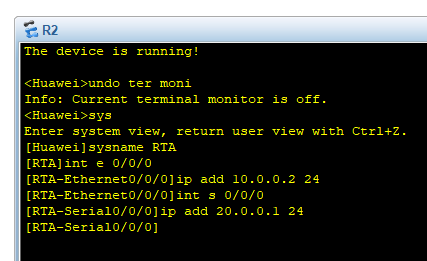 R2
The device is running!
<Huawei>undo ter moni
Info: Current terminal monitor is off.
<Huawei>sys
Enter system view, return user view with Ctrl+Z.
[Huawei]sysname RTA
[RTA]int e 0/0/0
[RTA-Ethernet0/0/0]ip add 10.0.0.2 24
[RTA-Ethernet0/0/0]int s 0/0/0
[RTA-Serial0/0/0]ip add 20.0.0.1 24
[RTA-Serial0/0/0]